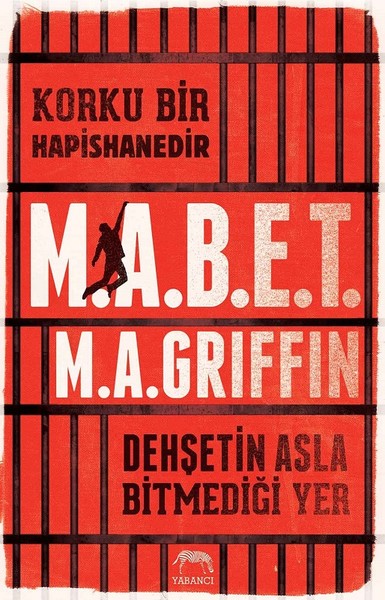 KORKU BİR
HAPİSHANEDİR
M.A.B.E.T.
M.A.GRIFFIN
DEHŞETİN ASLA
BİTMEDİĞİ YER
YABANCI